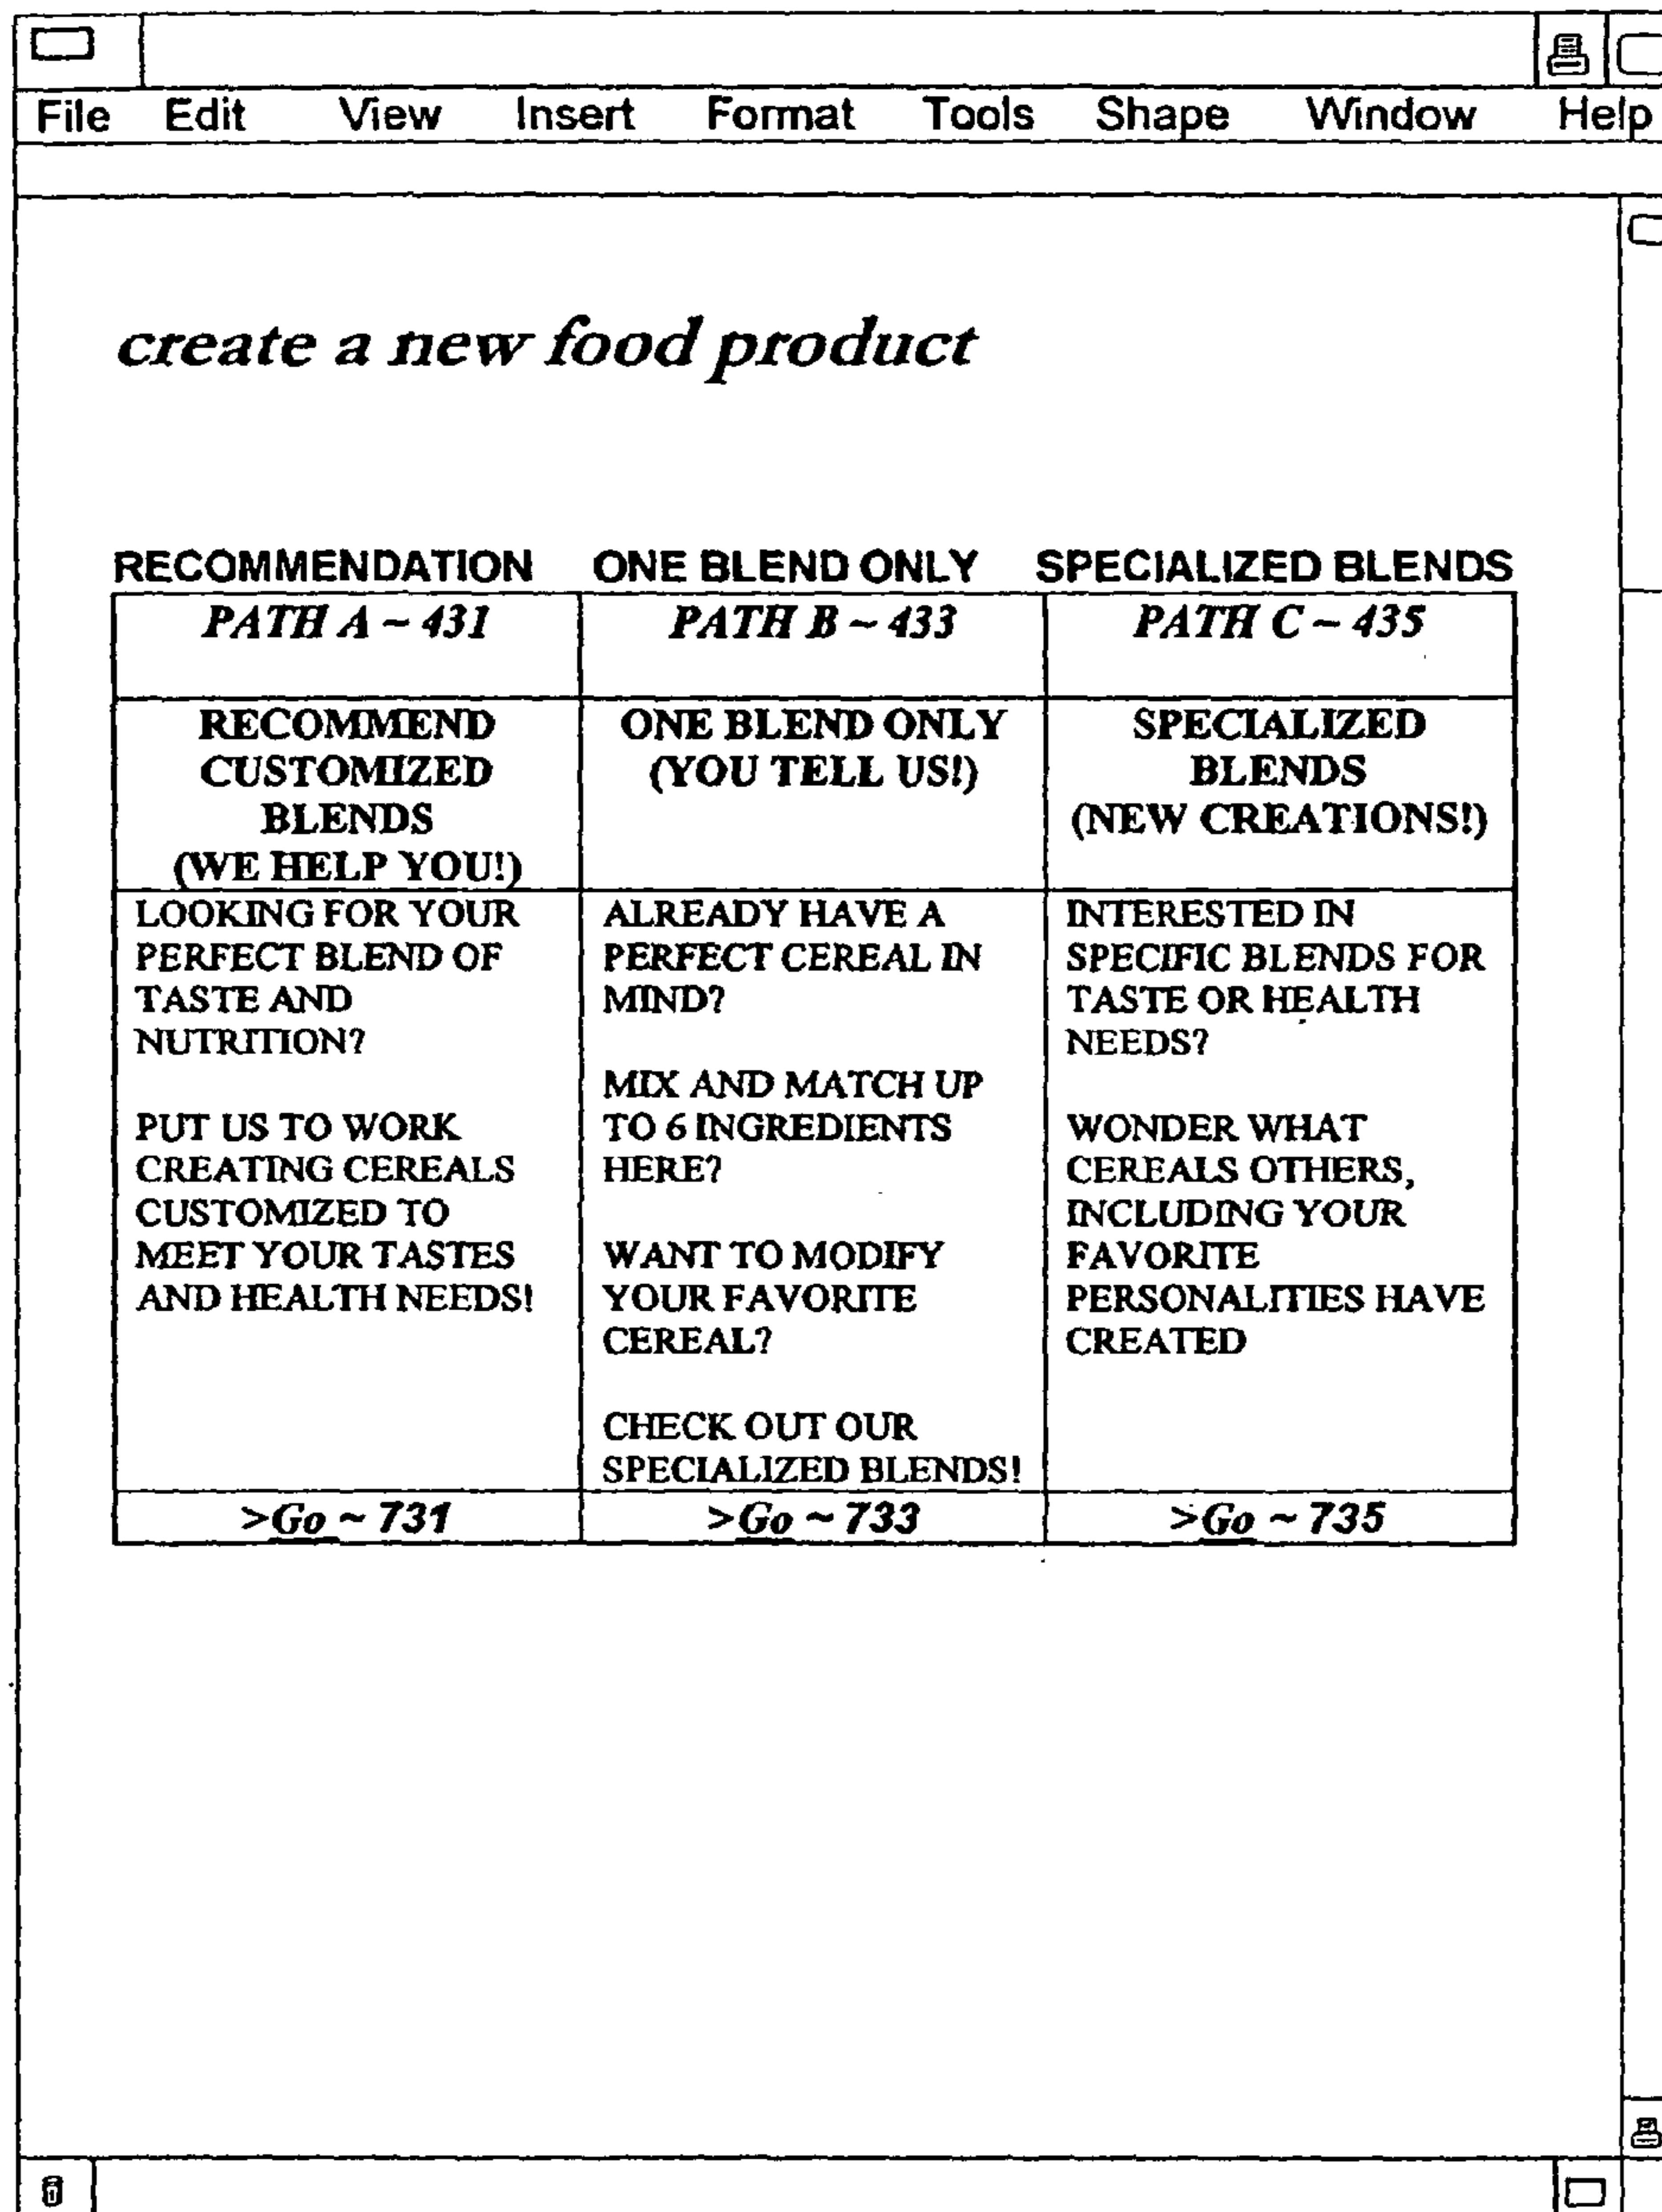 File Edit View Insert Format Tools Shape Window Help
create a new food product
RECOMMENDATION ONE BLEND ONLY SPECIALIZED BLENDS
PATH A ~ 431 PATH B ~ 433 PATH C ~ 435
RECOMMEND
CUSTOMIZED
BLENDS
(WE HELP YOU!)
ONE BLEND ONLY
(YOU TELL US!)
SPECIALIZED
BLENDS
(NEW CREATIONS!)
LOOKING FOR YOUR
PERFECT BLEND OF
TASTE AND
NUTRITION?
PUT US TO WORK
CREATING CEREALS
CUSTOMIZED TO
MEET YOUR TASTES
AND HEALTH NEEDS!
ALREADY HAVE A
PERFECT CEREAL IN
MIND?
MIX AND MATCH UP
TO 6 INGREDIENTS
HERE?
WANT TO MODIFY
YOUR FAVORITE
CEREAL?
CHECK OUT OUR
SPECIALIZED BLENDS!
INTERESTED IN
SPECIFIC BLENDS FOR
TASTE OR HEALTH
NEEDS?
WONDER WHAT
CEREALS OTHERS,
INCLUDING YOUR
FAVORITE
PERSONALITIES HAVE
CREATED
>Go ~ 731 >Go ~ 733 >Go ~ 735